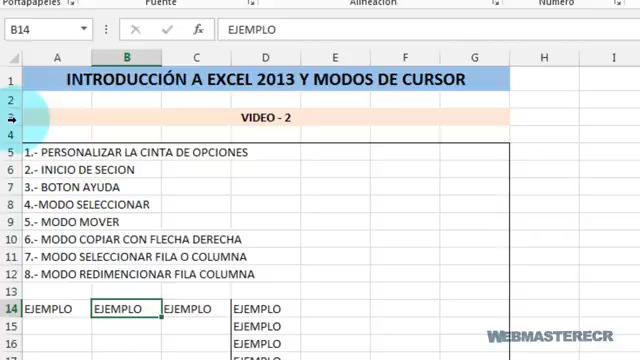 Portapapeles Fuente Alineación Número
B14 fx EJEMPLO
A B C D E F G H I
1 INTRODUCCIÓN A EXCEL 2013 Y MODOS DE CURSOR
2
3 VIDEO - 2
4
5 1.- PERSONALIZAR LA CINTA DE OPCIONES
6 2.- INICIO DE SECION
7 3.- BOTON AYUDA
8 4.-MODO SELECCIONAR
9 5.- MODO MOVER
10 6.- MODO COPIAR CON FLECHA DERECHA
11 7.- MODO SELECCIONAR FILA O COLUMNA
12 8.- MODO REDIMENCIONAR FILA COLUMNA
13
14 EJEMPLO EJEMPLO EJEMPLO EJEMPLO
15 EJEMPLO
16 EJEMPLO
17 EJEMPLO
WEBMASTERECR